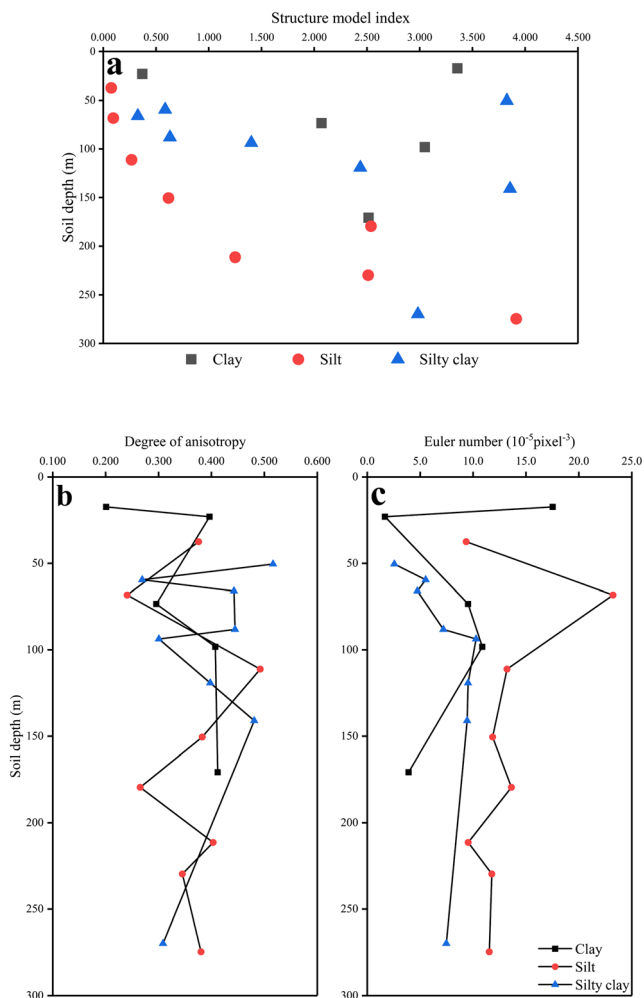 Structure model index
0.000 0.500 1.000 1.500 2.000 2.500 3.000 3.500 4.000 4.500
a
0
50
100
150
200
250
300
Soil depth (m)
Clay Silt Silty clay
Degree of anisotropy
0.100 0.200 0.300 0.400 0.500 0.600
b
0
50
100
150
200
250
300
Soil depth (m)
Euler number (10⁻⁵pixel⁻³)
0.0 5.0 10.0 15.0 20.0 25.0
c
Clay
Silt
Silty clay